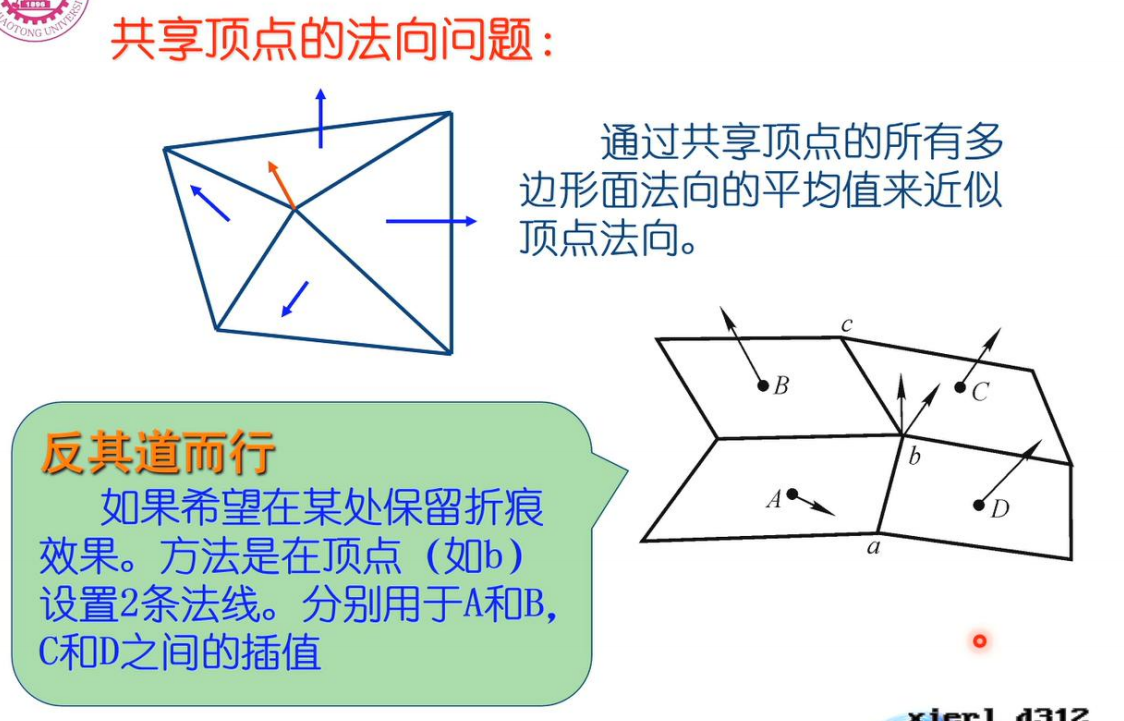 1896
JIAOTONG UNIVERSI
共享顶点的法向问题：
通过共享顶点的所有多
边形面法向的平均值来近似
顶点法向。
c
B
C
b
A
D
a
反其道而行
如果希望在某处保留折痕
效果。方法是在顶点（如b）
设置2条法线。分别用于A和B,
C和D之间的插值